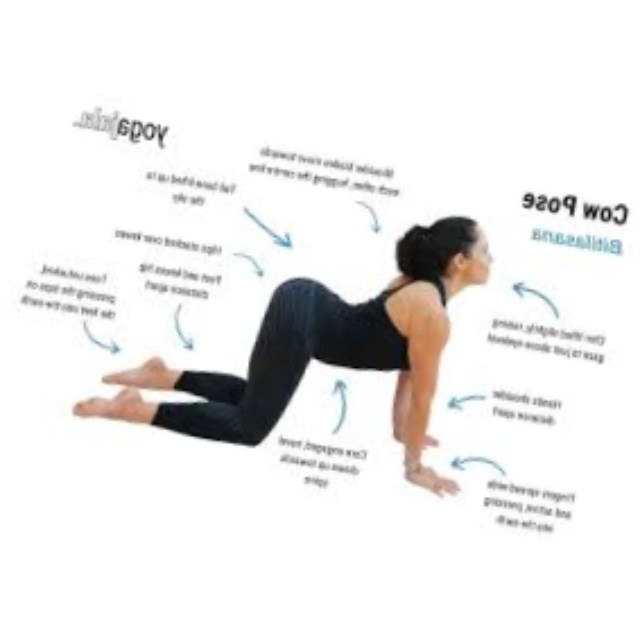 yogajala.
Cow Pose
Bitilasana
Shoulder blades move towards
each other, hugging the centre line
Tail bone lifted up to
the sky
Hips stacked over knees
Feet and knees hip
distance apart
Toes untucked,
pressing the tops of
the feet into the earth
Chin lifted slightly, taking
gaze to just above eyebrow
Hands shoulder
distance apart
Core engaged, navel
draws up towards
spine
Fingers spread wide
and active, pressing
into the earth